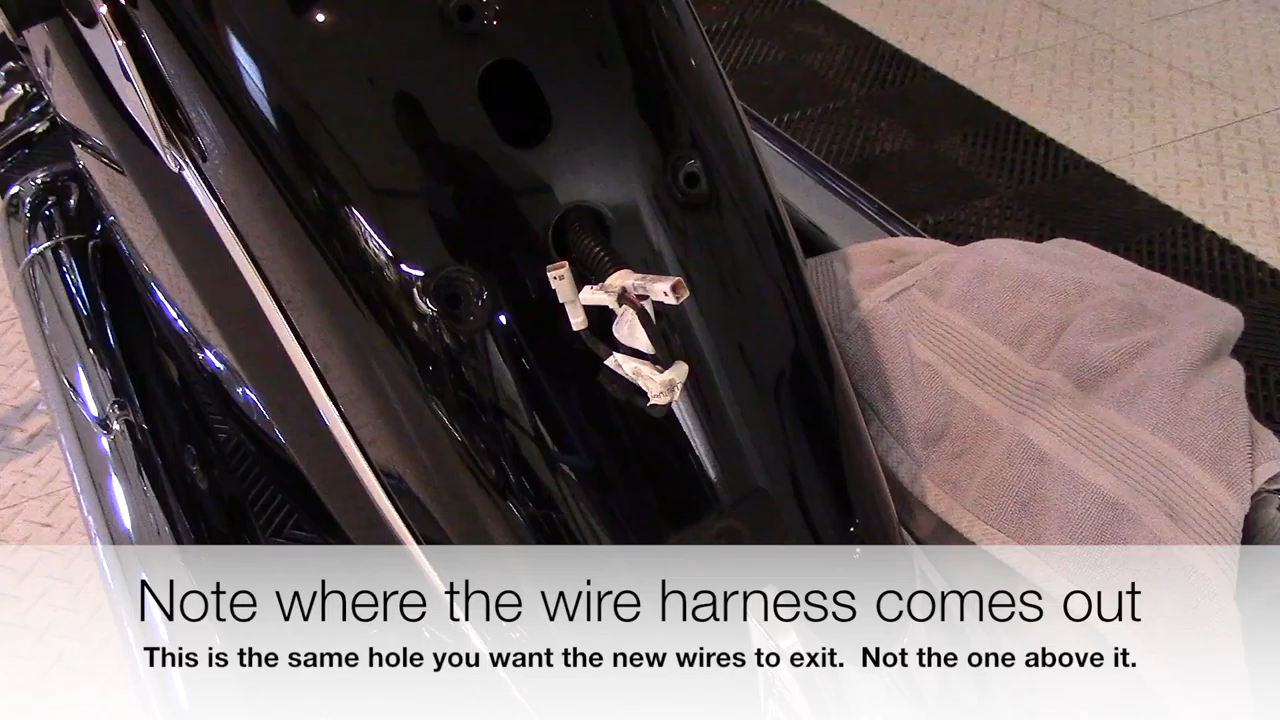 Note where the wire harness comes out
This is the same hole you want the new wires to exit.  Not the one above it.